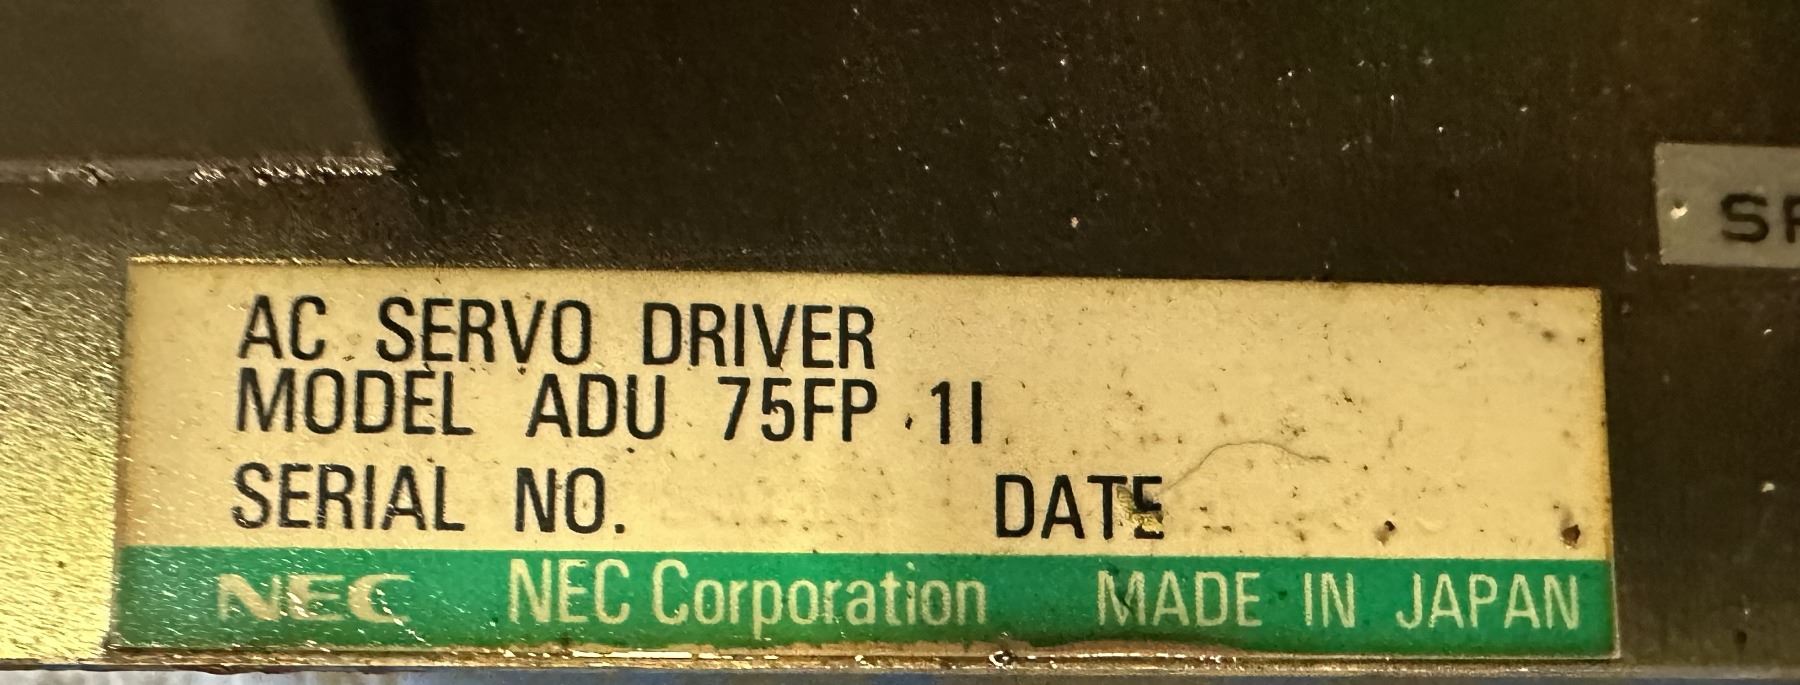 AC SERVO DRIVER
MODEL ADU 75FP 1I
SERIAL NO. DATE
NEC NEC Corporation MADE IN JAPAN